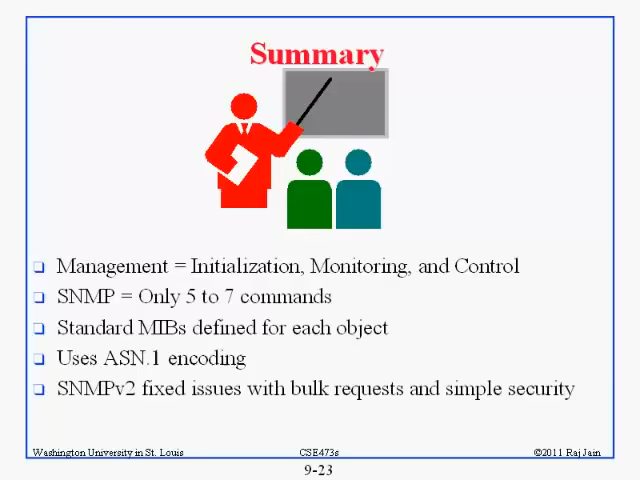 Summary
Management = Initialization, Monitoring, and Control
SNMP = Only 5 to 7 commands
Standard MIBs defined for each object
Uses ASN.1 encoding
SNMPv2 fixed issues with bulk requests and simple security
Washington University in St. Louis
CSE473s
©2011 Raj Jain
9-23